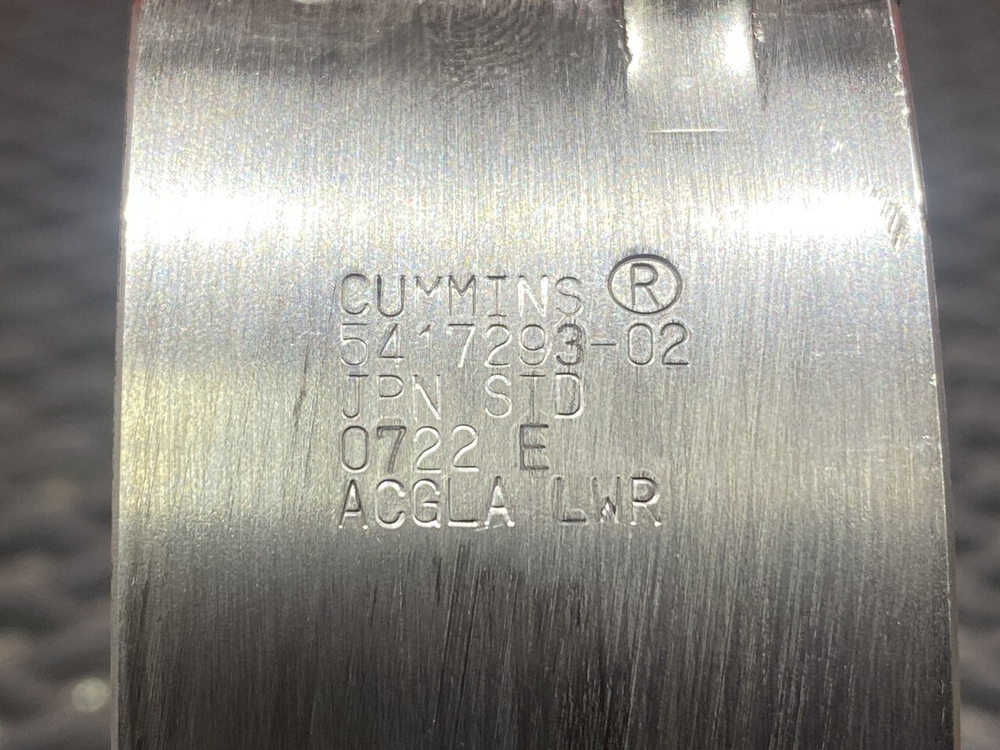 CUMMINS ®
5417293-02
JPN STD
0722 E
ACGLA LWR